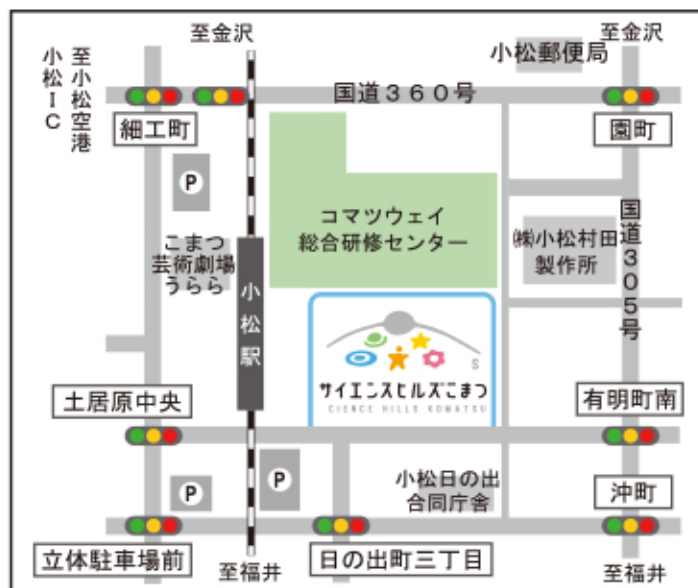 至金沢
至金沢
小松郵便局
至小松空港
小松IC
国道360号
細工町
園町
P
コマツウェイ
総合研修センター
㈱小松村田
製作所
国道305号
こまつ
芸術劇場
うらら
小松駅
サイエンスヒルズこまつ
SCIENCE HILLS KOMATSU
土居原中央
有明町南
P
P
小松日の出
合同庁舎
沖町
立体駐車場前
至福井
日の出町三丁目
至福井